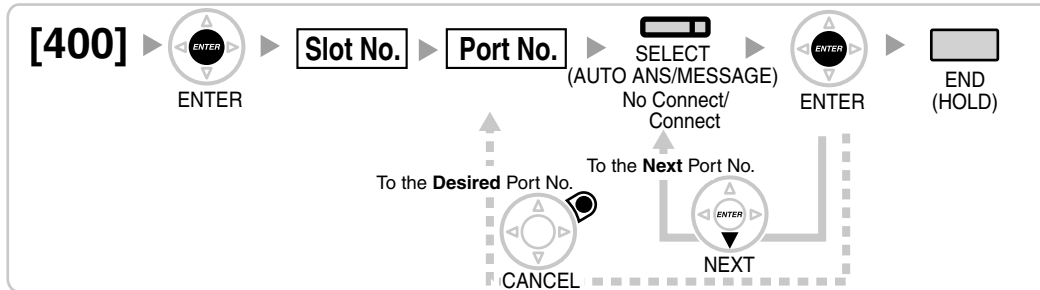 [400]
ENTER
ENTER
Slot No.
Port No.
SELECT
(AUTO ANS/MESSAGE)
No Connect/
Connect
ENTER
ENTER
END
(HOLD)
To the Desired Port No.
CANCEL
To the Next Port No.
ENTER
NEXT